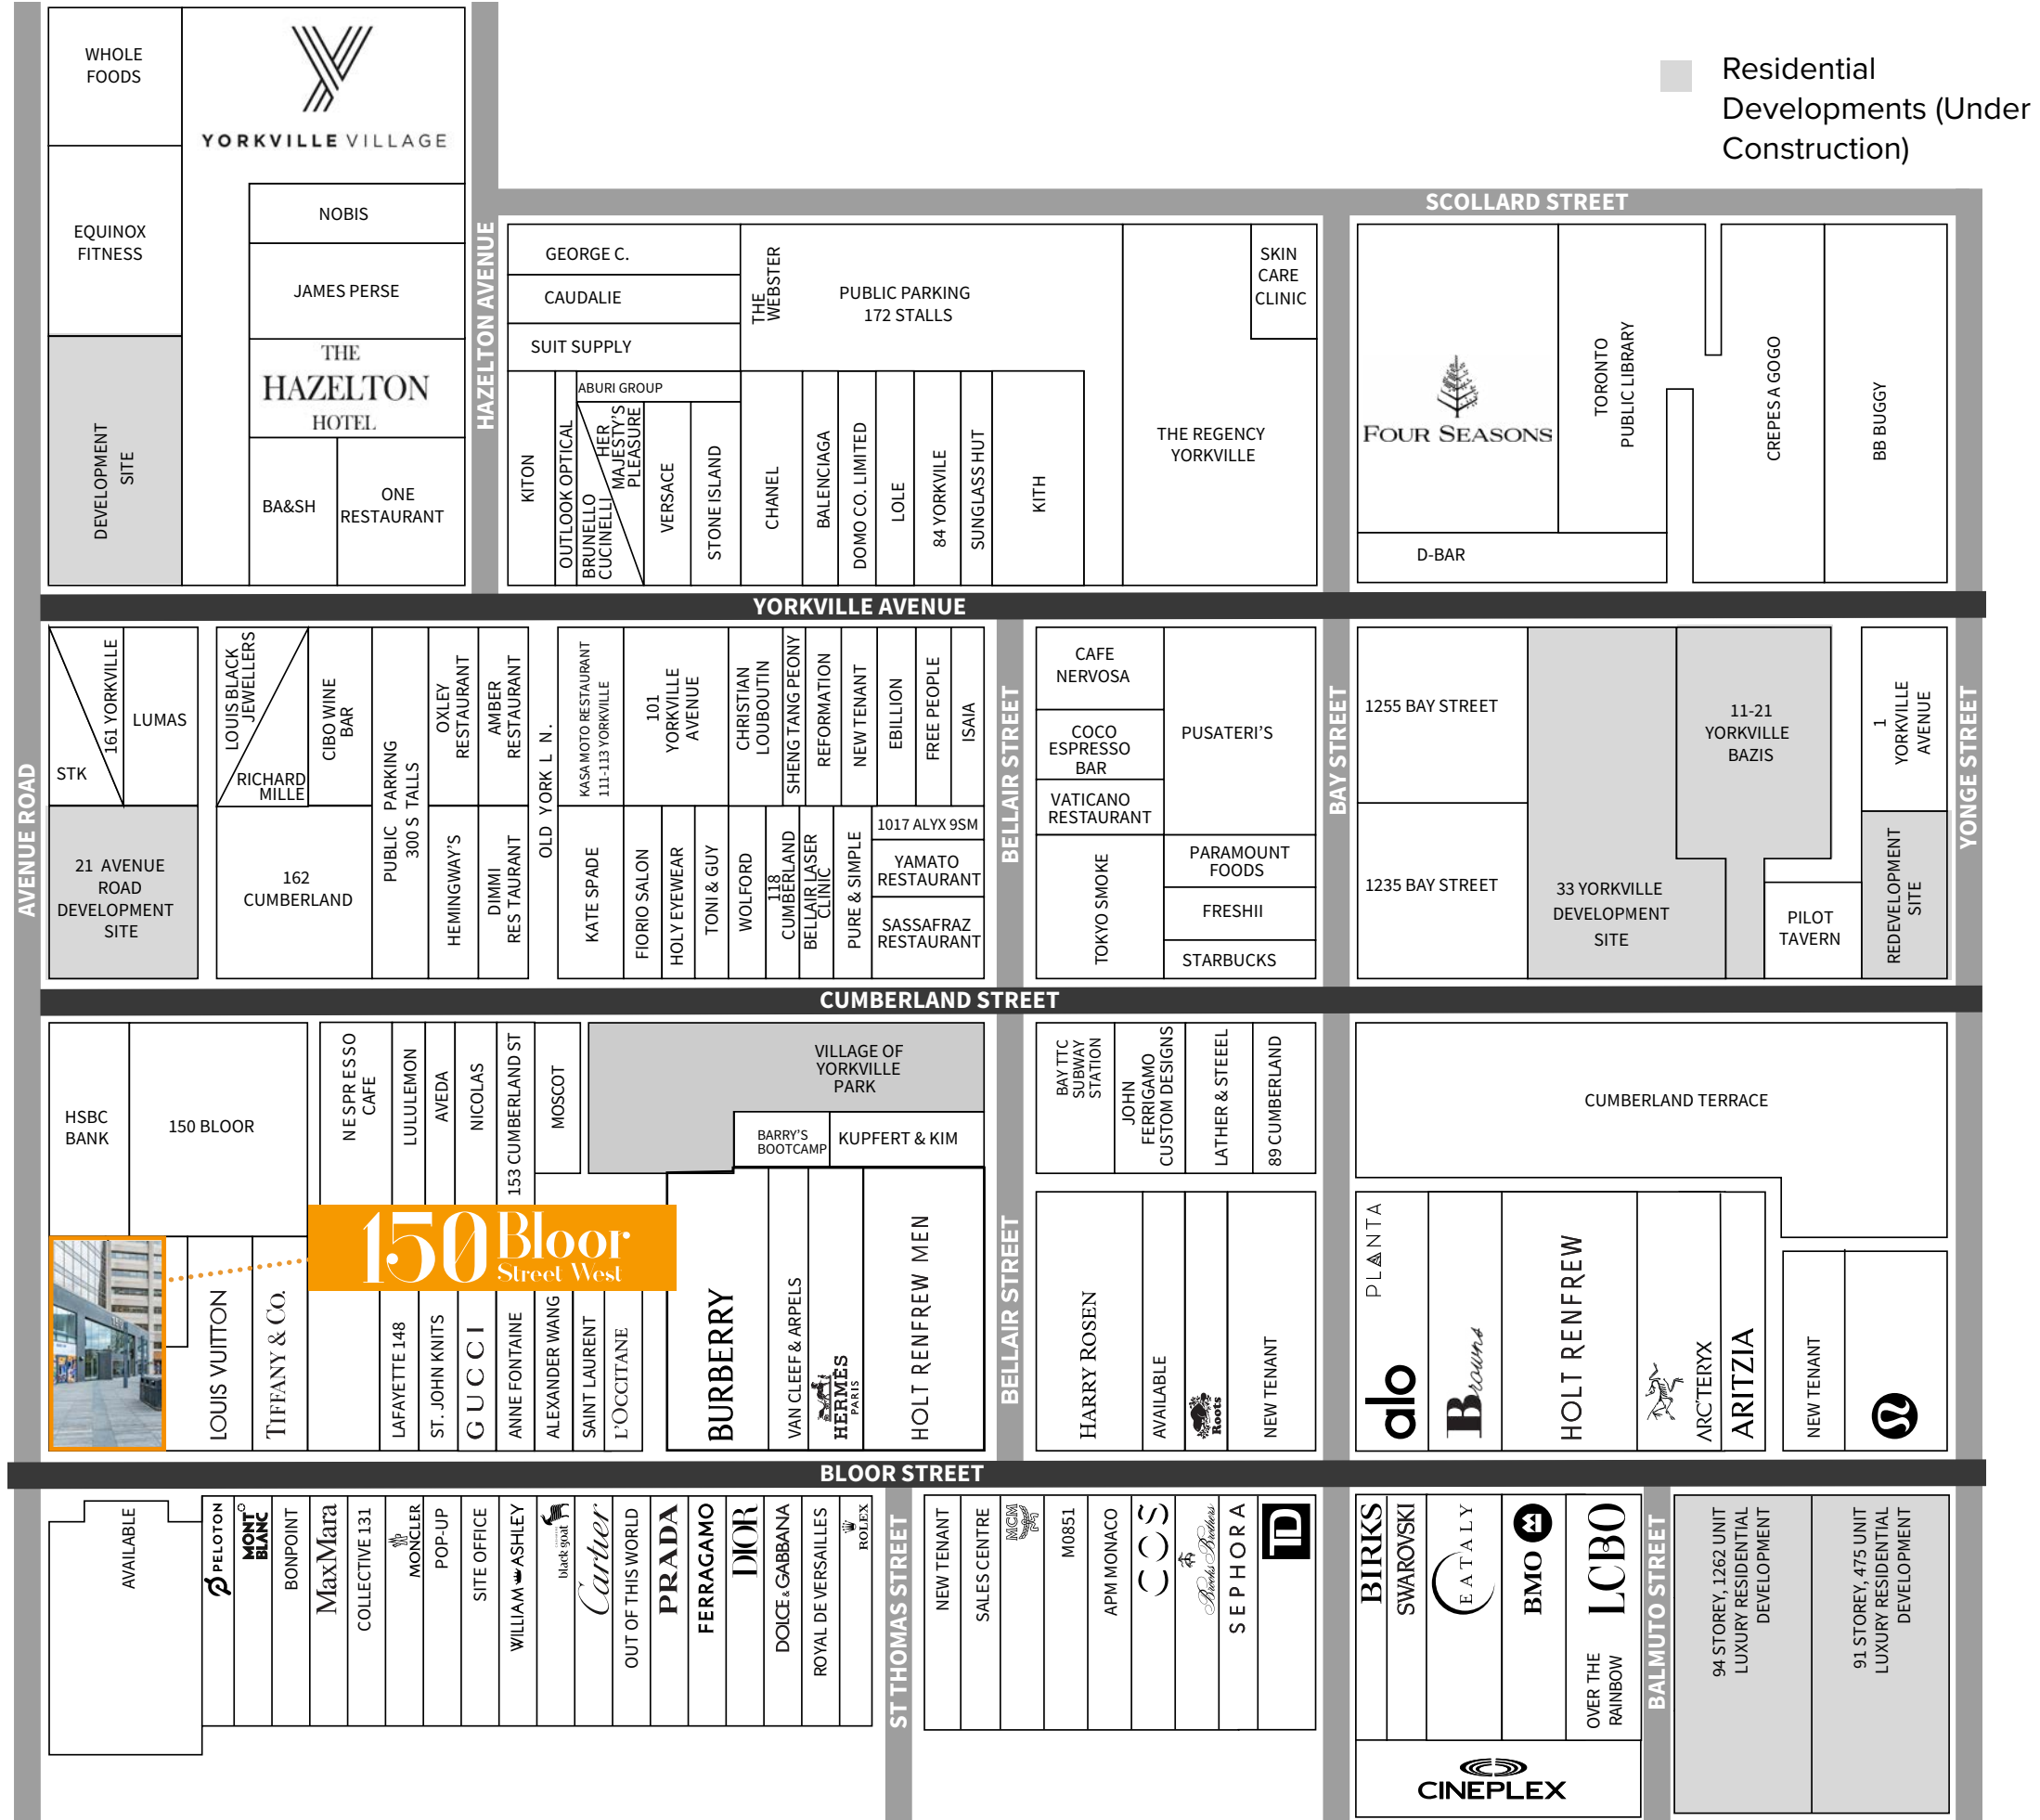 WHOLE
FOODS
YORKVILLE VILLAGE
Residential
Developments (Under
Construction)
EQUINOX
FITNESS
NOBIS
JAMES PERSE
THE
HAZELTON
HOTEL
DEVELOPMENT
SITE
BA&SH
ONE
RESTAURANT
HAZELTON AVENUE
SCOLLARD STREET
GEORGE C.
CAUDALIE
SUIT SUPPLY
THE
WEBSTER
PUBLIC PARKING
172 STALLS
SKIN
CARE
CLINIC
KITON
OUTLOOK OPTICAL
ABURI GROUP
BRUNELLO
CUCINELLI
HER
MAJESTY'S
PLEASURE
VERSACE
STONE ISLAND
CHANEL
BALENCIAGA
DOMO CO. LIMITED
LOLE
84 YORKVILE
SUNGLASS HUT
KITH
THE REGENCY
YORKVILLE
FOUR SEASONS
TORONTO
PUBLIC LIBRARY
D-BAR
CREPES A GOGO
BB BUGGY
YORKVILLE AVENUE
AVENUE ROAD
STK
161 YORKVILLE
LUMAS
LOUIS BLACK
JEWELLERS
RICHARD
MILLE
CIBO WINE
BAR
PUBLIC PARKING
300 S TALLS
OXLEY
RESTAURANT
AMBER
RESTAURANT
OLD YORK L N.
KASA MOTO RESTAURANT
111-113 YORKVILLE
101
YORKVILLE
AVENUE
CHRISTIAN
LOUBOUTIN
SHENG TANG PEONY
REFORMATION
NEW TENANT
EBILLION
FREE PEOPLE
ISAIA
BELLAIR STREET
CAFE
NERVOSA
COCO
ESPRESSO
BAR
VATICANO
RESTAURANT
PUSATERI'S
BAY STREET
1255 BAY STREET
11-21
YORKVILLE
BAZIS
1
YORKVILLE
AVENUE
YONGE STREET
21 AVENUE
ROAD
DEVELOPMENT
SITE
162
CUMBERLAND
HEMINGWAY'S
DIMMI
RES TAURANT
KATE SPADE
FIORIO SALON
HOLY EYEWEAR
TONI & GUY
WOLFORD
118
CUMBERLAND
BELLAIR LASER
CLINIC
PURE & SIMPLE
1017 ALYX 9SM
YAMATO
RESTAURANT
SASSAFRAZ
RESTAURANT
TOKYO SMOKE
PARAMOUNT
FOODS
FRESHII
STARBUCKS
1235 BAY STREET
33 YORKVILLE
DEVELOPMENT
SITE
PILOT
TAVERN
REDEVELOPMENT
SITE
CUMBERLAND STREET
HSBC
BANK
150 BLOOR
NESPRESSO
CAFE
LULULEMON
AVEDA
NICOLAS
153 CUMBERLAND ST
MOSCOT
VILLAGE OF
YORKVILLE
PARK
BARRY'S
BOOTCAMP
KUPFERT & KIM
BAY TTC
SUBWAY
STATION
JOHN
FERRIGAMO
CUSTOM DESIGNS
LATHER & STEEEL
89 CUMBERLAND
CUMBERLAND TERRACE
150 Bloor
Street West
LOUIS VUITTON
TIFFANY & CO.
LAFAYETTE 148
ST. JOHN KNITS
GUCCI
ANNE FONTAINE
ALEXANDER WANG
SAINT LAURENT
L'OCCITANE
BURBERRY
VAN CLEEF & ARPELS
HERMÈS
PARIS
HOLT RENFREW MEN
BELLAIR STREET
HARRY ROSEN
AVAILABLE
Roots
NEW TENANT
PLANTA
alo
Browns
HOLT RENFREW
ARC'TERYX
ARITZIA
NEW TENANT
BLOOR STREET
AVAILABLE
PELOTON
MONT
BLANC
BONPOINT
MaxMara
COLLECTIVE 131
MONCLER
POP-UP
SITE OFFICE
WILLIAM ASHLEY
black goat
Cartier
OUT OF THIS WORLD
PRADA
FERRAGAMO
DIOR
DOLCE & GABBANA
ROYAL DE VERSAILLES
ROLEX
ST THOMAS STREET
NEW TENANT
SALES CENTRE
MCM
M0851
APM MONACO
COS
Brooks Brothers
SEPHORA
TD
BIRKS
SWAROVSKI
EATALY
BMO
LCBO
OVER THE
RAINBOW
CINEPLEX
BALMUTO STREET
94 STOREY, 1262 UNIT
LUXURY RESIDENTIAL
DEVELOPMENT
91 STOREY, 475 UNIT
LUXURY RESIDENTIAL
DEVELOPMENT